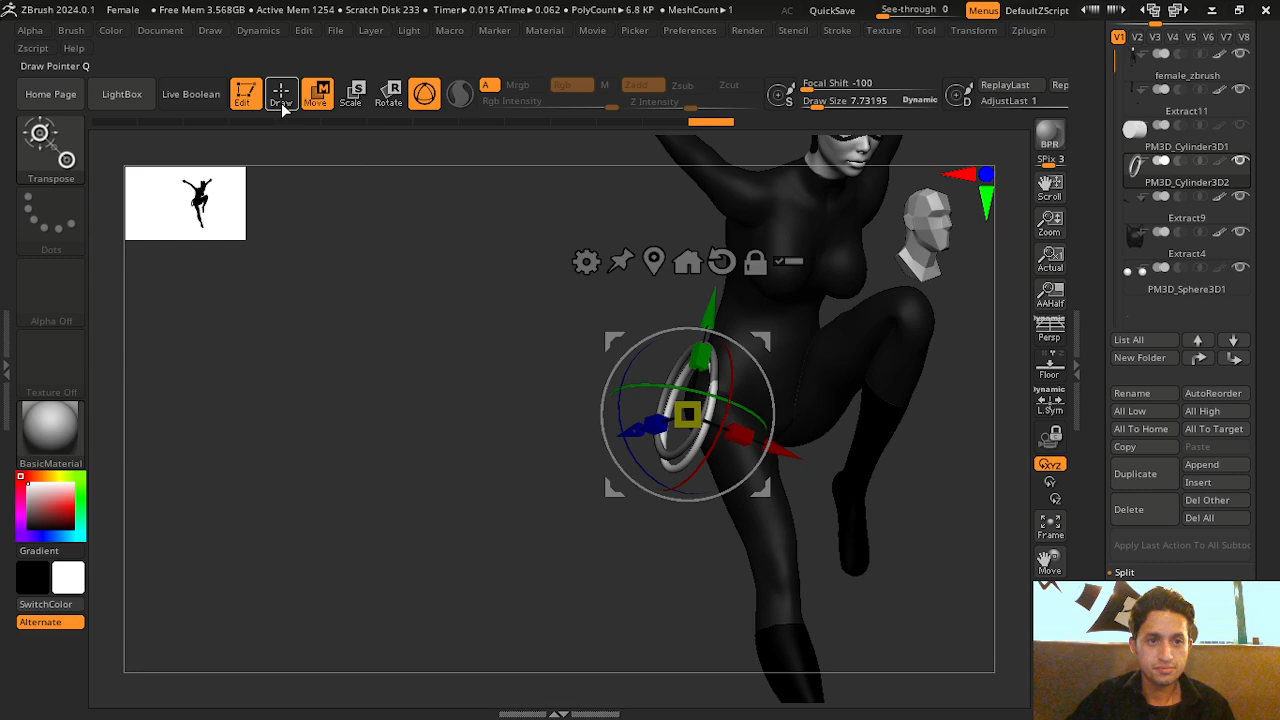 ZBrush 2024.0.1 Female • Free Mem 3.568GB • Active Mem 1254 • Scratch Disk 233 • Timer▸0.015 ATime▸0.062 • PolyCount▸6.8 KP • MeshCount▸1 AC QuickSave See-through 0 Menus DefaultZScript
Alpha Brush Color Document Draw Dynamics Edit File Layer Light Macro Marker Material Movie Picker Preferences Render Stencil Stroke Texture Tool Transform Zplugin
Zscript Help
Draw Pointer Q
Home Page LightBox Live Boolean Edit Draw Move Scale Rotate
A Mrgb Rgb M Zadd Zsub Zcut
Rgb Intensity Z Intensity
S Focal Shift -100
Draw Size 7.73195 Dynamic
D ReplayLast Rep
AdjustLast 1
Transpose
Dots
Alpha Off
Texture Off
BasicMaterial
Gradient
SwitchColor
Alternate
BPR
SPix 3
Scroll
Zoom
Actual
AAHalf
Dynamic
Persp
Floor
Dynamic
L.Sym
XYZ
Frame
Move
V1 V2 V3 V4 V5 V6 V7 V8
female_zbrush
Extract11
PM3D_Cylinder3D1
PM3D_Cylinder3D2
Extract9
Extract4
PM3D_Sphere3D1
List All
New Folder
Rename AutoReorder
All Low All High
All To Home All To Target
Copy Paste
Duplicate Append
Insert
Delete Del Other
Del All
Apply Last Action To All Subtoo
Split